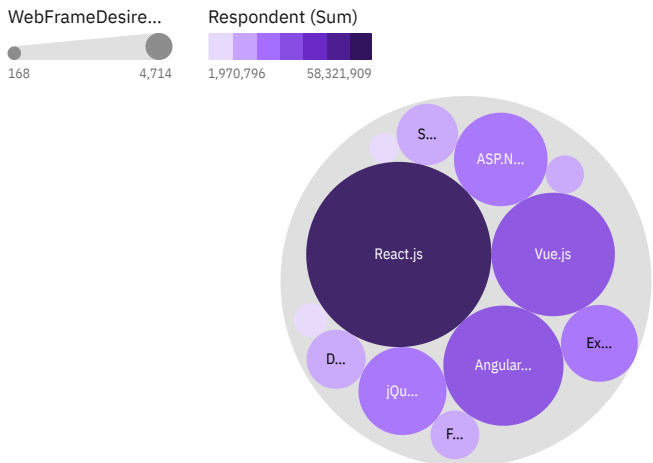 WebFrameDesire... Respondent (Sum)
168 4,714 1,970,796 58,321,909
S...
ASP.N...
React.js
Vue.js
Ex...
D...
Angular...
jQu...
F...